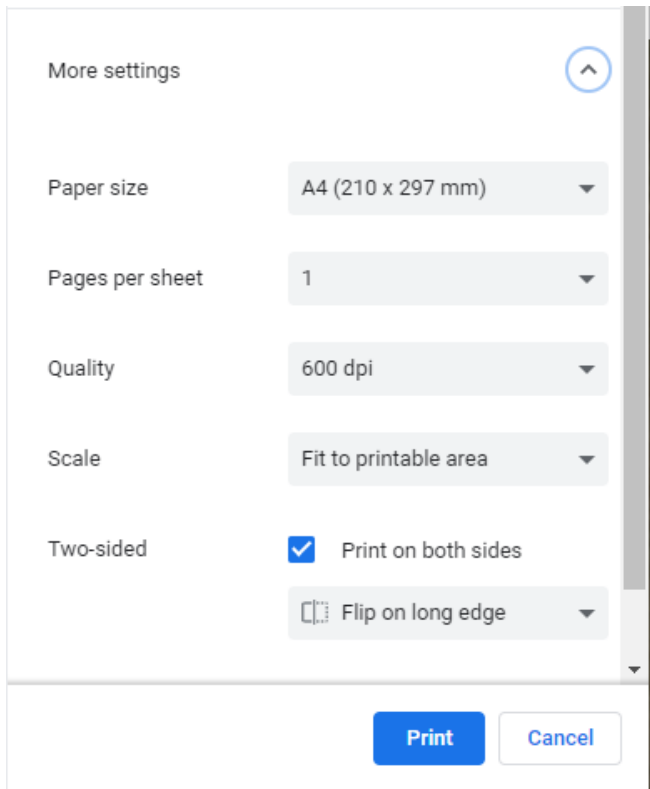 More settings
Paper size A4 (210 x 297 mm)
Pages per sheet 1
Quality 600 dpi
Scale Fit to printable area
Two-sided Print on both sides
Flip on long edge
Print Cancel